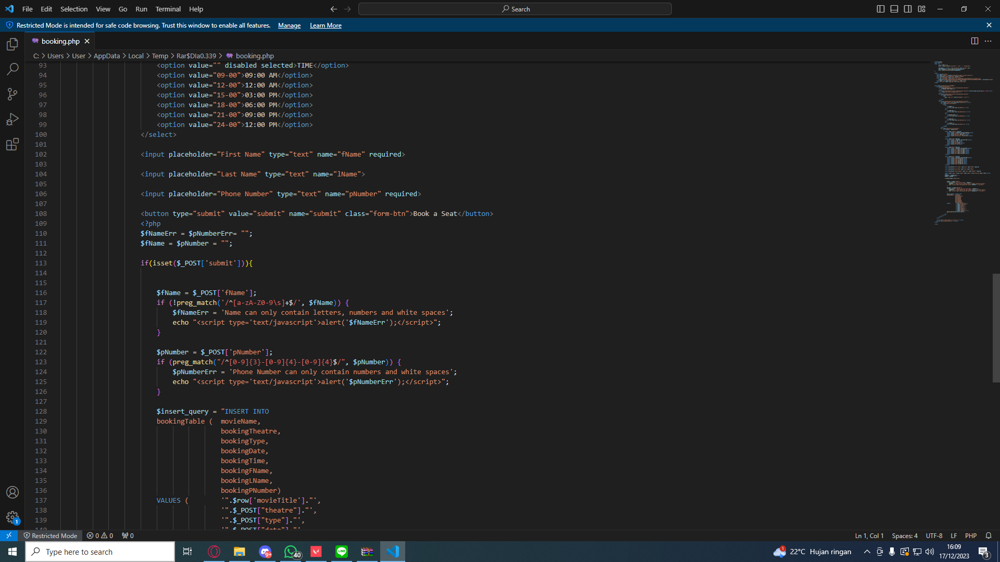 File Edit Selection View Go Run Terminal Help
Search
Restricted Mode is intended for safe code browsing. Trust this window to enable all features. Manage Learn More
booking.php
C: > Users > User > AppData > Local > Temp > Rar$DIa0.339 > booking.php
93 <option value="" disabled selected>TIME</option>
94 <option value="09-00">09:00 AM</option>
95 <option value="12-00">12:00 AM</option>
96 <option value="15-00">03:00 PM</option>
97 <option value="18-00">06:00 PM</option>
98 <option value="21-00">09:00 PM</option>
99 <option value="24-00">12:00 PM</option>
100 </select>
101
102 <input placeholder="First Name" type="text" name="fName" required>
103
104 <input placeholder="Last Name" type="text" name="lName">
105
106 <input placeholder="Phone Number" type="text" name="pNumber" required>
107
108 <button type="submit" value="submit" name="submit" class="form-btn">Book a Seat</button>
109 <?php
110 $fNameErr = $pNumberErr= "";
111 $fName = $pNumber = "";
112
113 if(isset($_POST['submit'])){
114
115
116 $fName = $_POST['fName'];
117 if (!preg_match('/^[a-zA-Z0-9\s]+$/', $fName)) {
118 $fNameErr = 'Name can only contain letters, numbers and white spaces';
119 echo "<script type='text/javascript'>alert('$fNameErr');</script>";
120 }
121
122 $pNumber = $_POST['pNumber'];
123 if (preg_match("/^[0-9]{3}-[0-9]{4}-[0-9]{4}$/", $pNumber)) {
124 $pNumberErr = 'Phone Number can only contain numbers and white spaces';
125 echo "<script type='text/javascript'>alert('$pNumberErr');</script>";
126 }
127
128 $insert_query = "INSERT INTO
129 bookingTable ( movieName,
130 bookingTheatre,
131 bookingType,
132 bookingDate,
133 bookingTime,
134 bookingFName,
135 bookingLName,
136 bookingPNumber)
137 VALUES ( '".$row['movieTitle']."',
138 '".$_POST["theatre"]."',
139 '".$_POST["type"]."',
140 '".$_POST["date"]."',
1
Restricted Mode 0 0 0
Ln 1, Col 1 Spaces: 4 UTF-8 LF PHP
Type here to search
9+
40
LINE
1
22°C Hujan ringan
16:09
17/12/2023
3